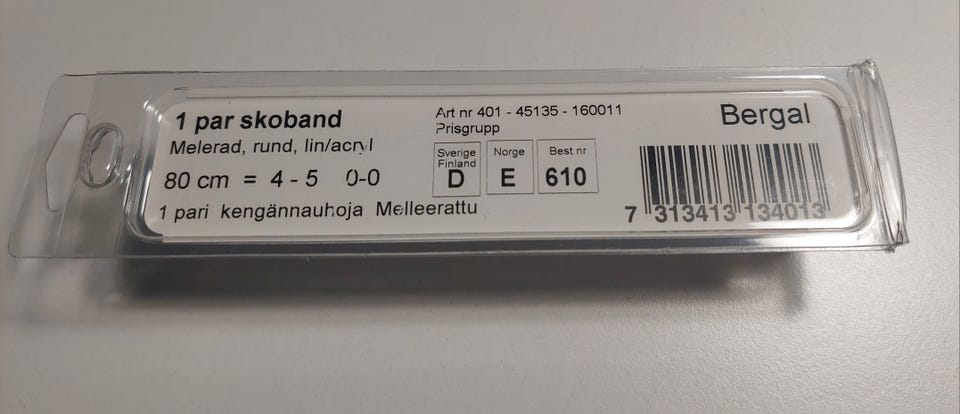 1 par skoband
Melerad, rund, lin/acryl
80 cm = 4 - 5 0-0
1 pari kengännauhoja Melleerattu
Art nr 401 - 45135 - 160011
Prisgrupp
Sverige
Finland
D
Norge
E
Best nr
610
Bergal
7 313413 134013